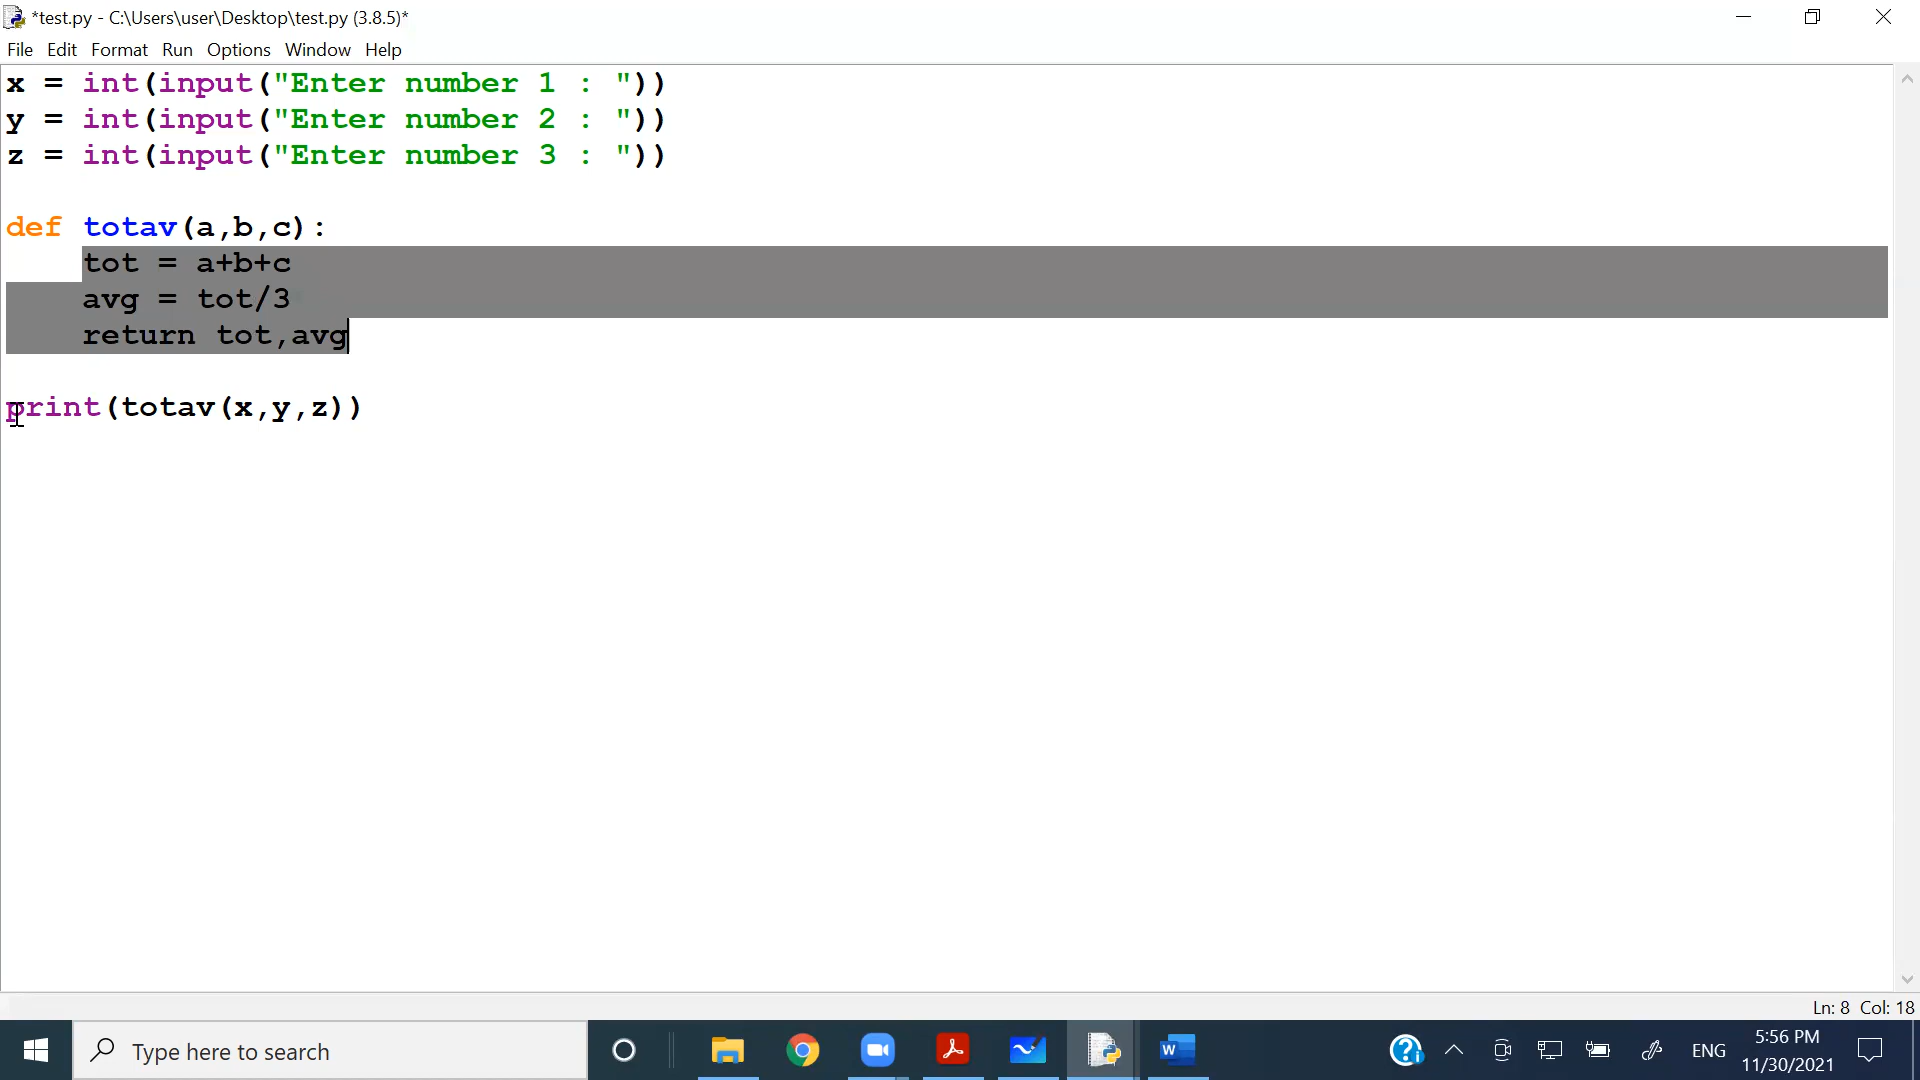 *test.py - C:\Users\user\Desktop\test.py (3.8.5)*
File Edit Format Run Options Window Help
x = int(input("Enter number 1 : "))
y = int(input("Enter number 2 : "))
z = int(input("Enter number 3 : "))
def totav(a,b,c):
    tot = a+b+c
    avg = tot/3
    return tot,avg
print(totav(x,y,z))
Ln: 8 Col: 18
Type here to search
W
ENG
5:56 PM
11/30/2021